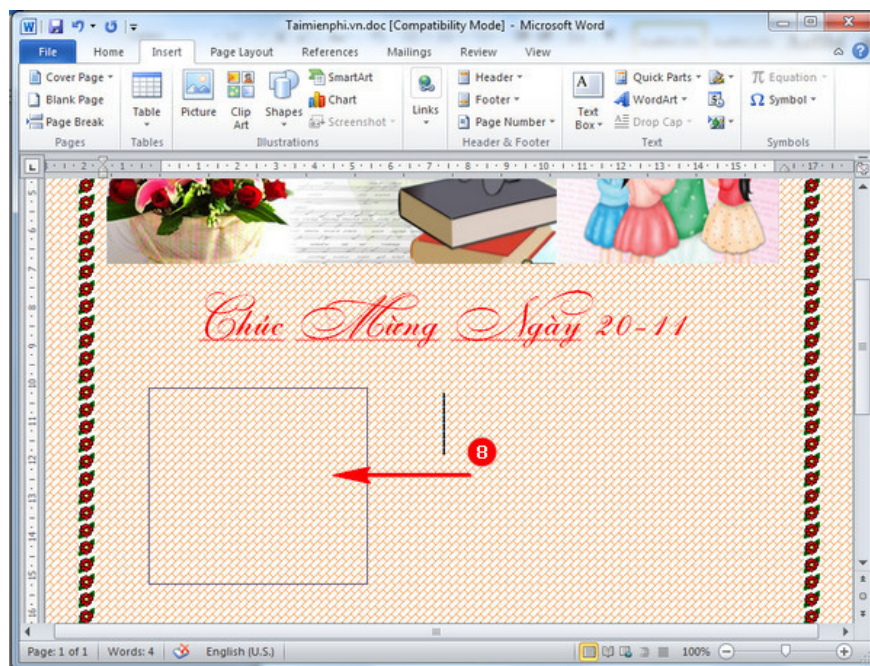 Taimienphi.vn.doc [Compatibility Mode] - Microsoft Word
File Home Insert Page Layout References Mailings Review View
Cover Page
Blank Page
Page Break
Pages
Table
Tables
Picture
Clip Art
Shapes
SmartArt
Chart
Screenshot
Illustrations
Links
Header
Footer
Page Number
Header & Footer
Text Box
Quick Parts
WordArt
Drop Cap
Text
Equation
Symbol
Symbols
Chúc Mừng Ngày 20-11
8
Page: 1 of 1 Words: 4 English (U.S.) 100%